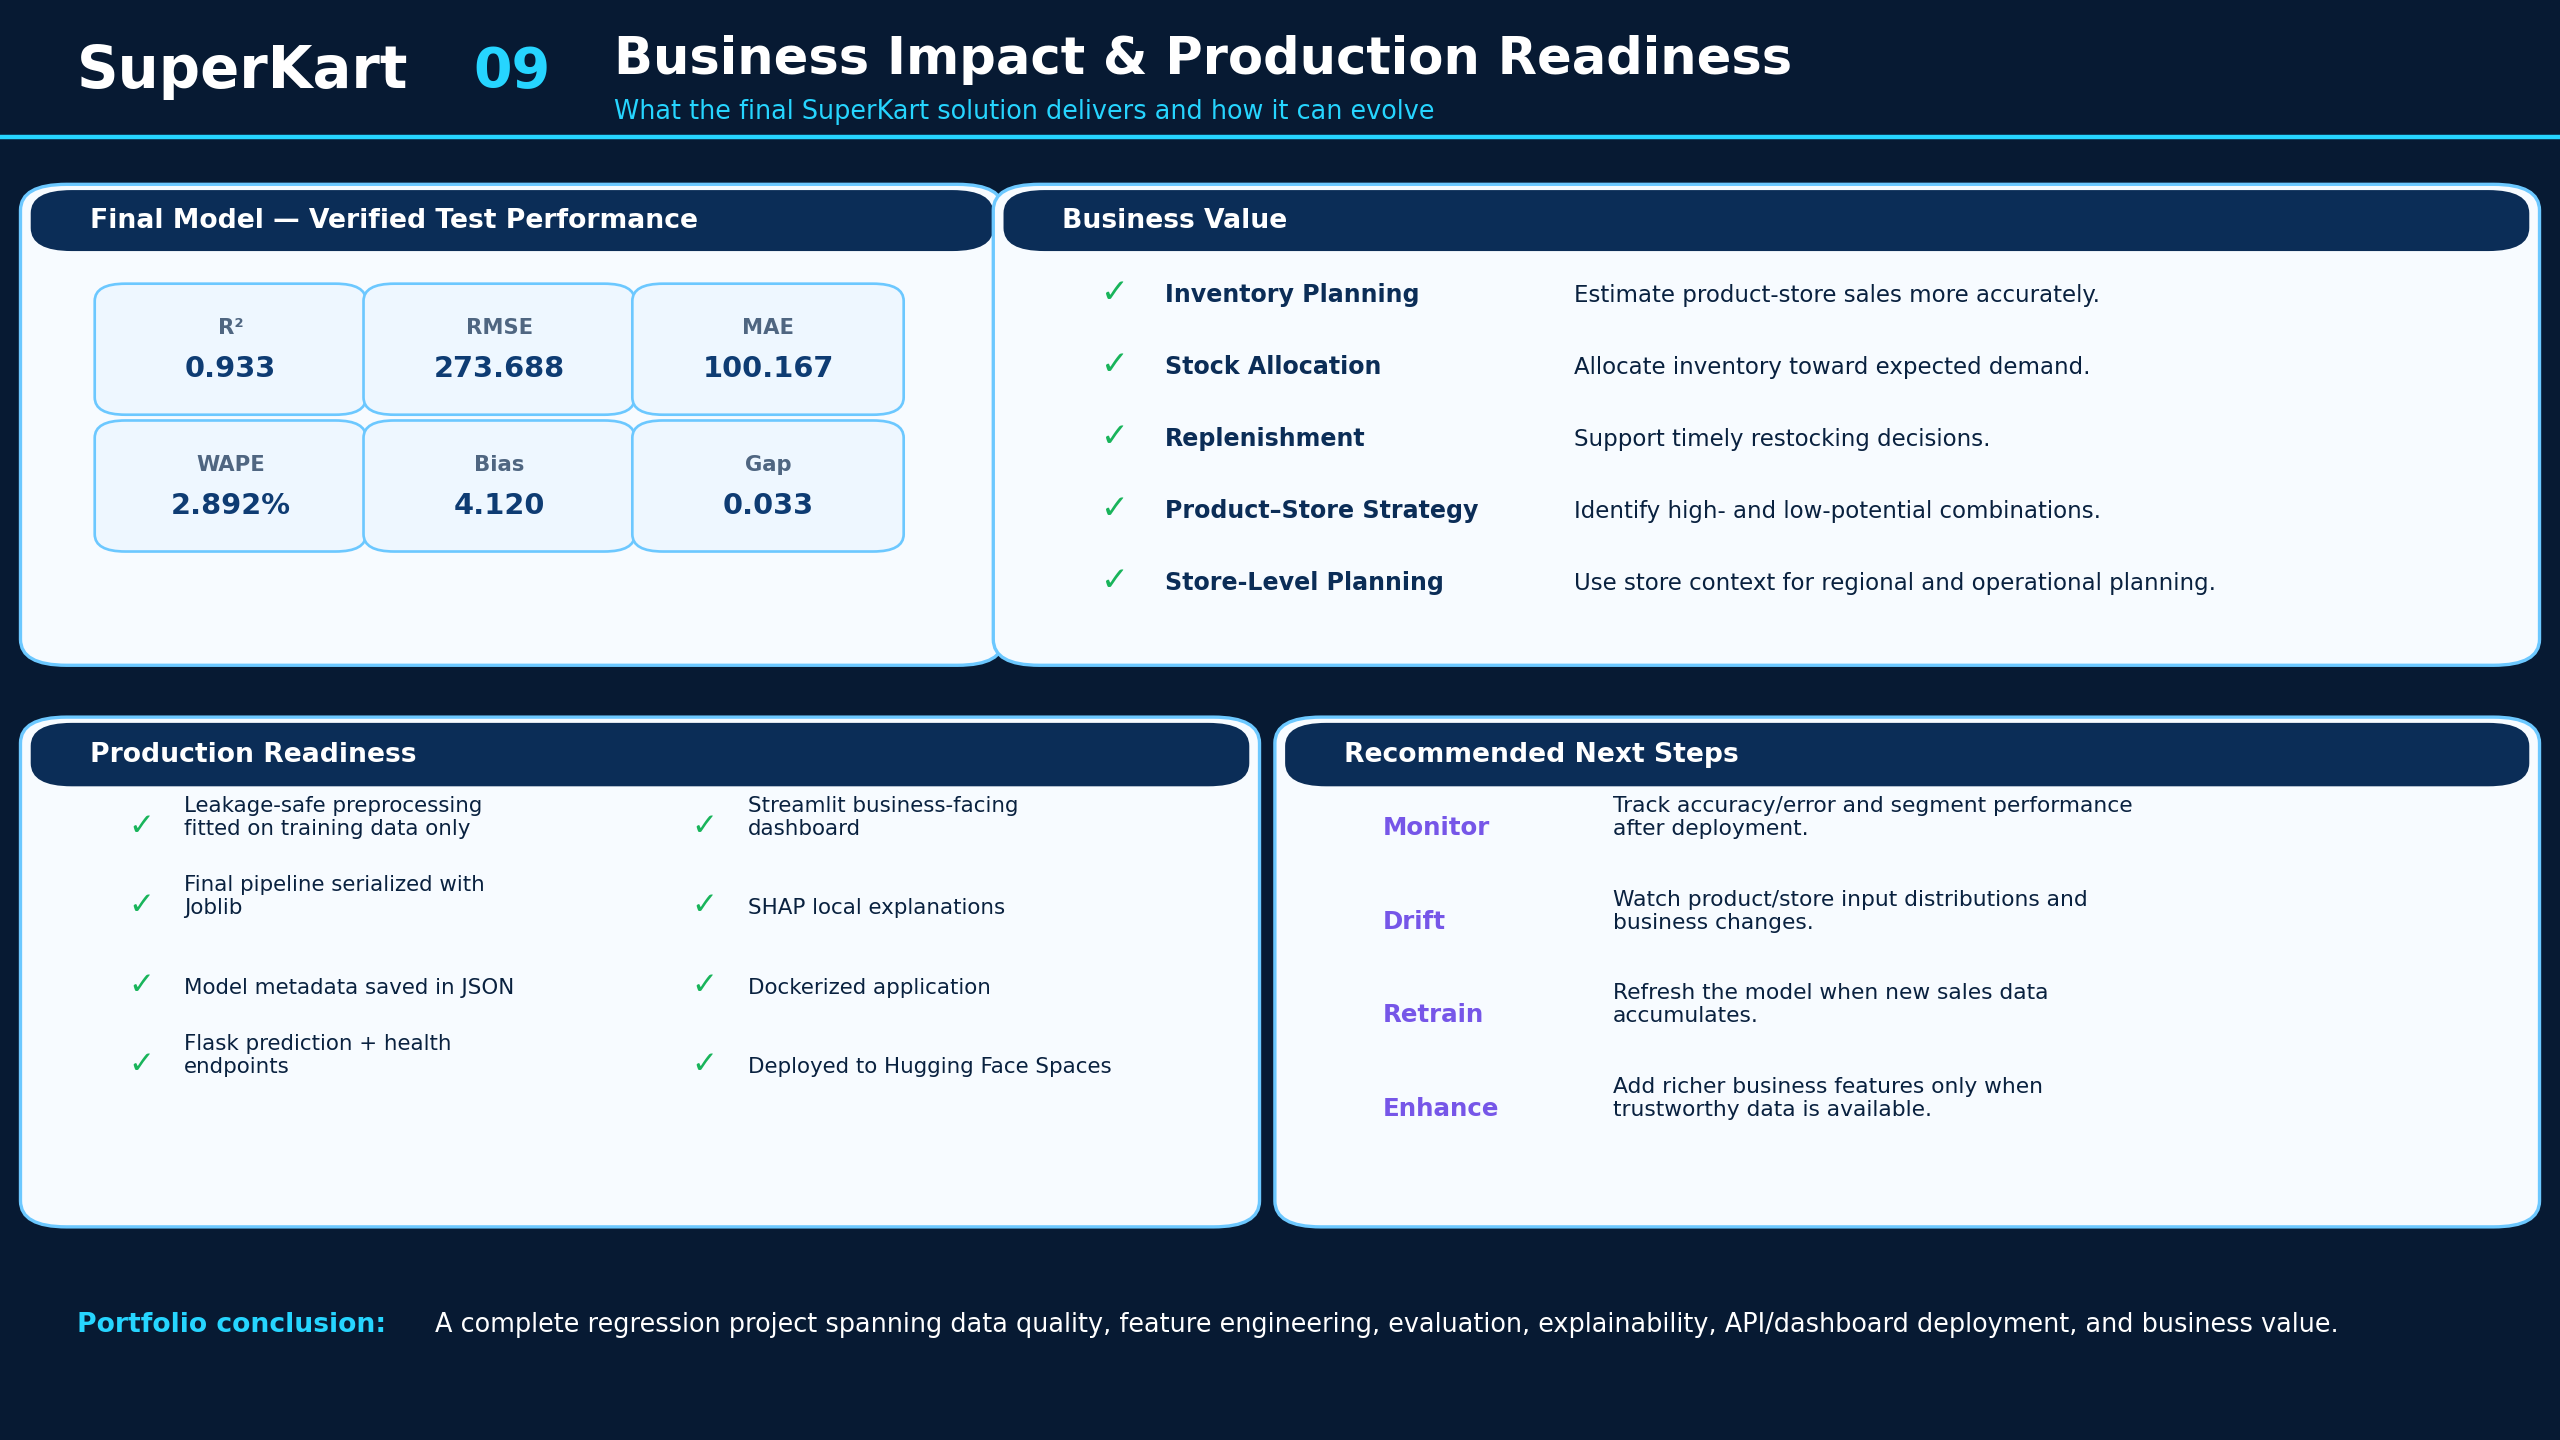 SuperKart 09 Business Impact & Production Readiness
What the final SuperKart solution delivers and how it can evolve
Final Model — Verified Test Performance
R²
0.933
RMSE
273.688
MAE
100.167
WAPE
2.892%
Bias
4.120
Gap
0.033
Business Value
✓ Inventory Planning Estimate product-store sales more accurately.
✓ Stock Allocation Allocate inventory toward expected demand.
✓ Replenishment Support timely restocking decisions.
✓ Product–Store Strategy Identify high- and low-potential combinations.
✓ Store-Level Planning Use store context for regional and operational planning.
Production Readiness
✓ Leakage-safe preprocessing
fitted on training data only
✓ Final pipeline serialized with
Joblib
✓ Model metadata saved in JSON
✓ Flask prediction + health
endpoints
✓ Streamlit business-facing
dashboard
✓ SHAP local explanations
✓ Dockerized application
✓ Deployed to Hugging Face Spaces
Recommended Next Steps
Monitor
Track accuracy/error and segment performance
after deployment.
Drift
Watch product/store input distributions and
business changes.
Retrain
Refresh the model when new sales data
accumulates.
Enhance
Add richer business features only when
trustworthy data is available.
Portfolio conclusion: A complete regression project spanning data quality, feature engineering, evaluation, explainability, API/dashboard deployment, and business value.